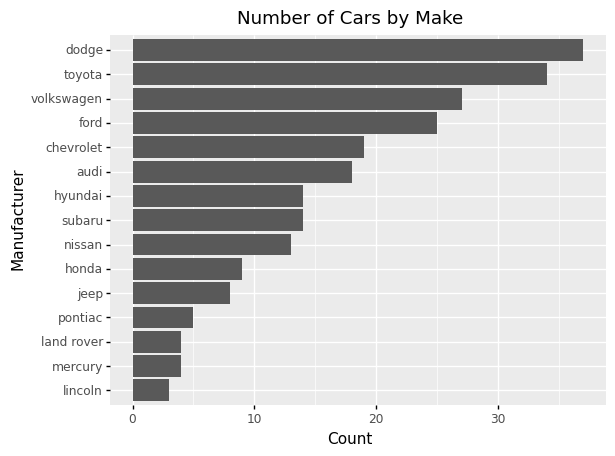 Number of Cars by Make
dodge
toyota
volkswagen
ford
chevrolet
audi
hyundai
subaru
nissan
honda
jeep
pontiac
land rover
mercury
lincoln
Manufacturer
0 10 20 30
Count